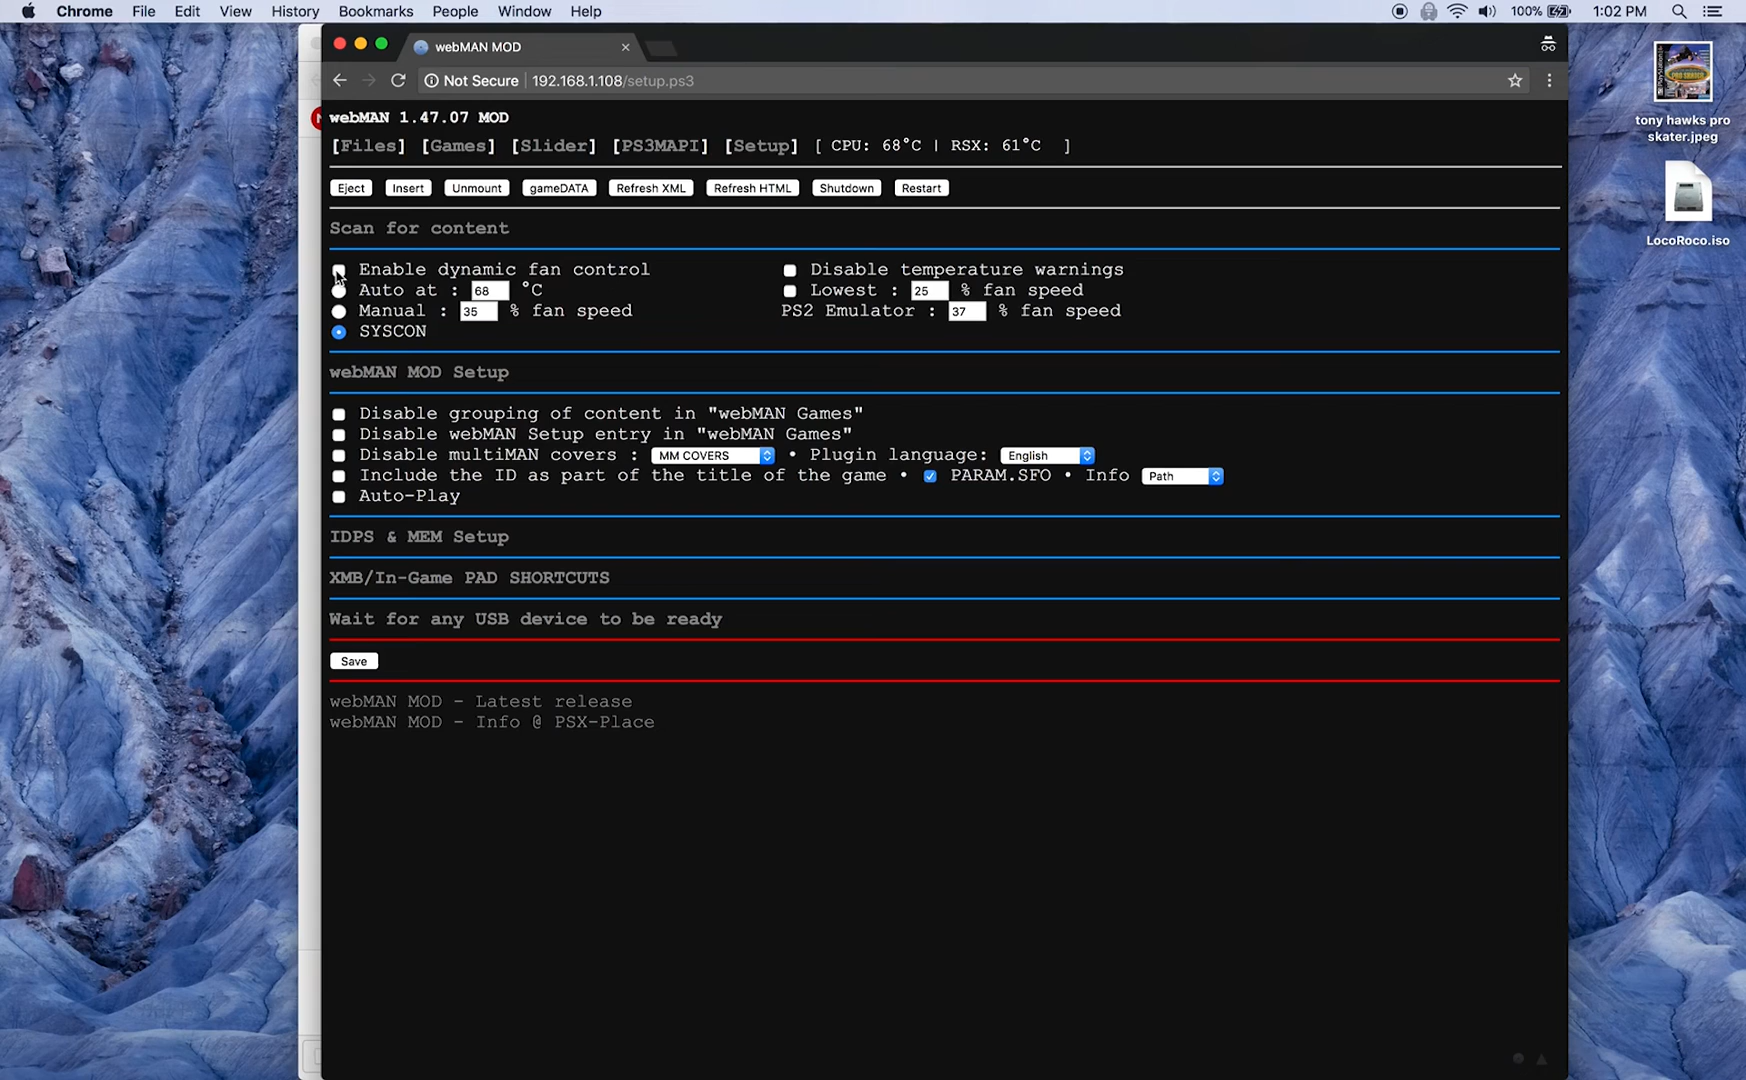 Chrome File Edit View History Bookmarks People Window Help 100% 1:02 PM
webMAN MOD
Not Secure 192.168.1.108/setup.ps3
webMAN 1.47.07 MOD
[Files] [Games] [Slider] [PS3MAPI] [Setup] [ CPU: 68°C | RSX: 61°C ]
Eject Insert Unmount gameDATA Refresh XML Refresh HTML Shutdown Restart
Scan for content
Enable dynamic fan control Disable temperature warnings
Auto at : 68 °C Lowest : 25 % fan speed
Manual : 35 % fan speed PS2 Emulator : 37 % fan speed
SYSCON
webMAN MOD Setup
Disable grouping of content in "webMAN Games"
Disable webMAN Setup entry in "webMAN Games"
Disable multiMAN covers : MM COVERS • Plugin language: English
Include the ID as part of the title of the game • PARAM.SFO • Info Path
Auto-Play
IDPS & MEM Setup
XMB/In-Game PAD SHORTCUTS
Wait for any USB device to be ready
Save
webMAN MOD - Latest release
webMAN MOD - Info @ PSX-Place
tony hawks pro
skater.jpeg
LocoRoco.iso